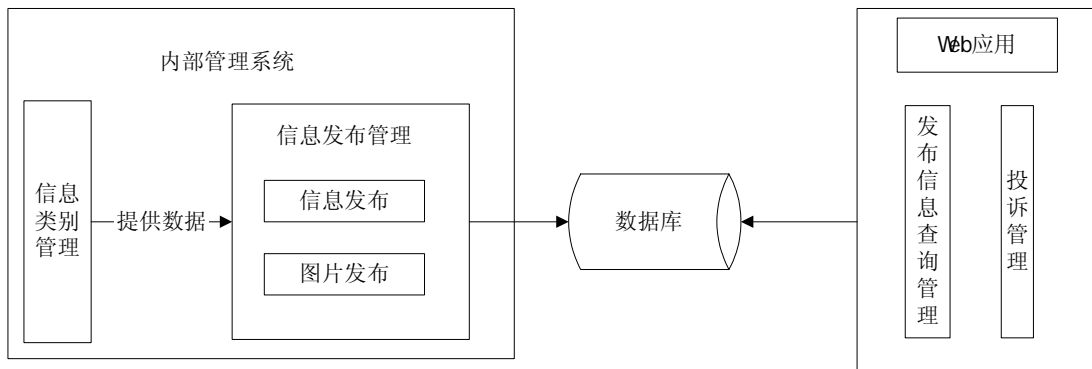 内部管理系统
信息
类别
管理
提供数据
信息发布管理
信息发布
图片发布
数据库
Web应用
发布信息查询管理
投诉管理